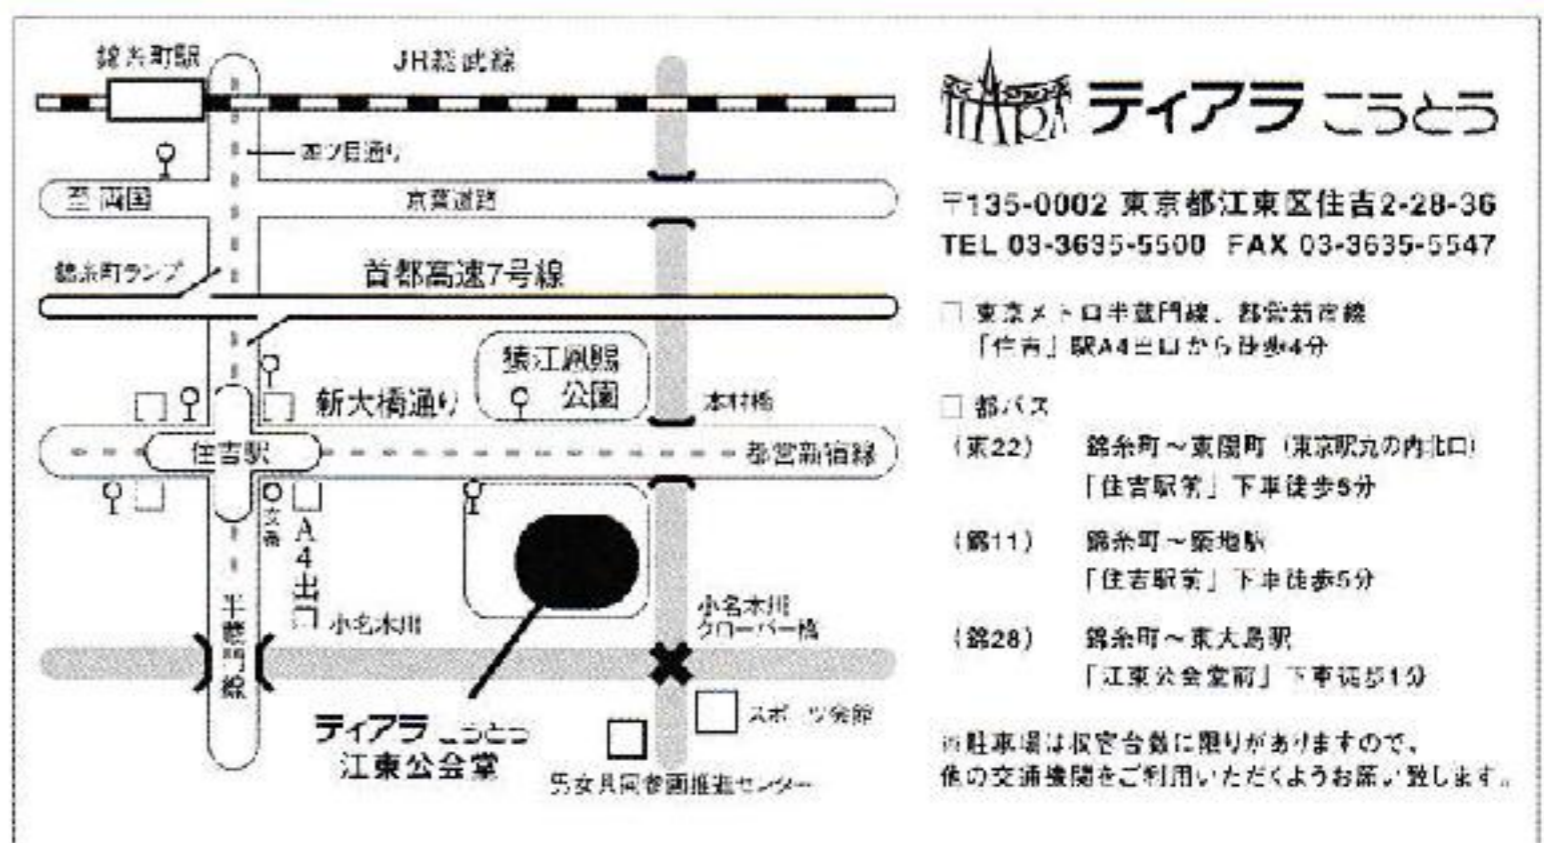 錦糸町駅
JR総武線
四ツ目通り
至 両国
京葉道路
錦糸町ランプ
首都高速7号線
猿江恩賜
公園
新大橋通り
本村橋
住吉駅
都営新宿線
交番
A4出口
小名木川
小名木川
クローバー橋
ティアラ こうとう
江東公会堂
スポーツ会館
男女共同参画推進センター
ティアラ こうとう
〒135-0002 東京都江東区住吉2-28-36
TEL 03-3635-5500 FAX 03-3635-5547
□ 東京メトロ半蔵門線、都営新宿線
「住吉」駅A4出口から徒歩4分
□ 都バス
(東22) 錦糸町～東陽町 (東京駅丸の内北口)
「住吉駅前」下車徒歩5分
(錦11) 錦糸町～築地駅
「住吉駅前」下車徒歩5分
(錦28) 錦糸町～東大島駅
「江東公会堂前」下車徒歩1分
※駐車場は収容台数に限りがありますので、
他の交通機関をご利用いただくようお願い致します。